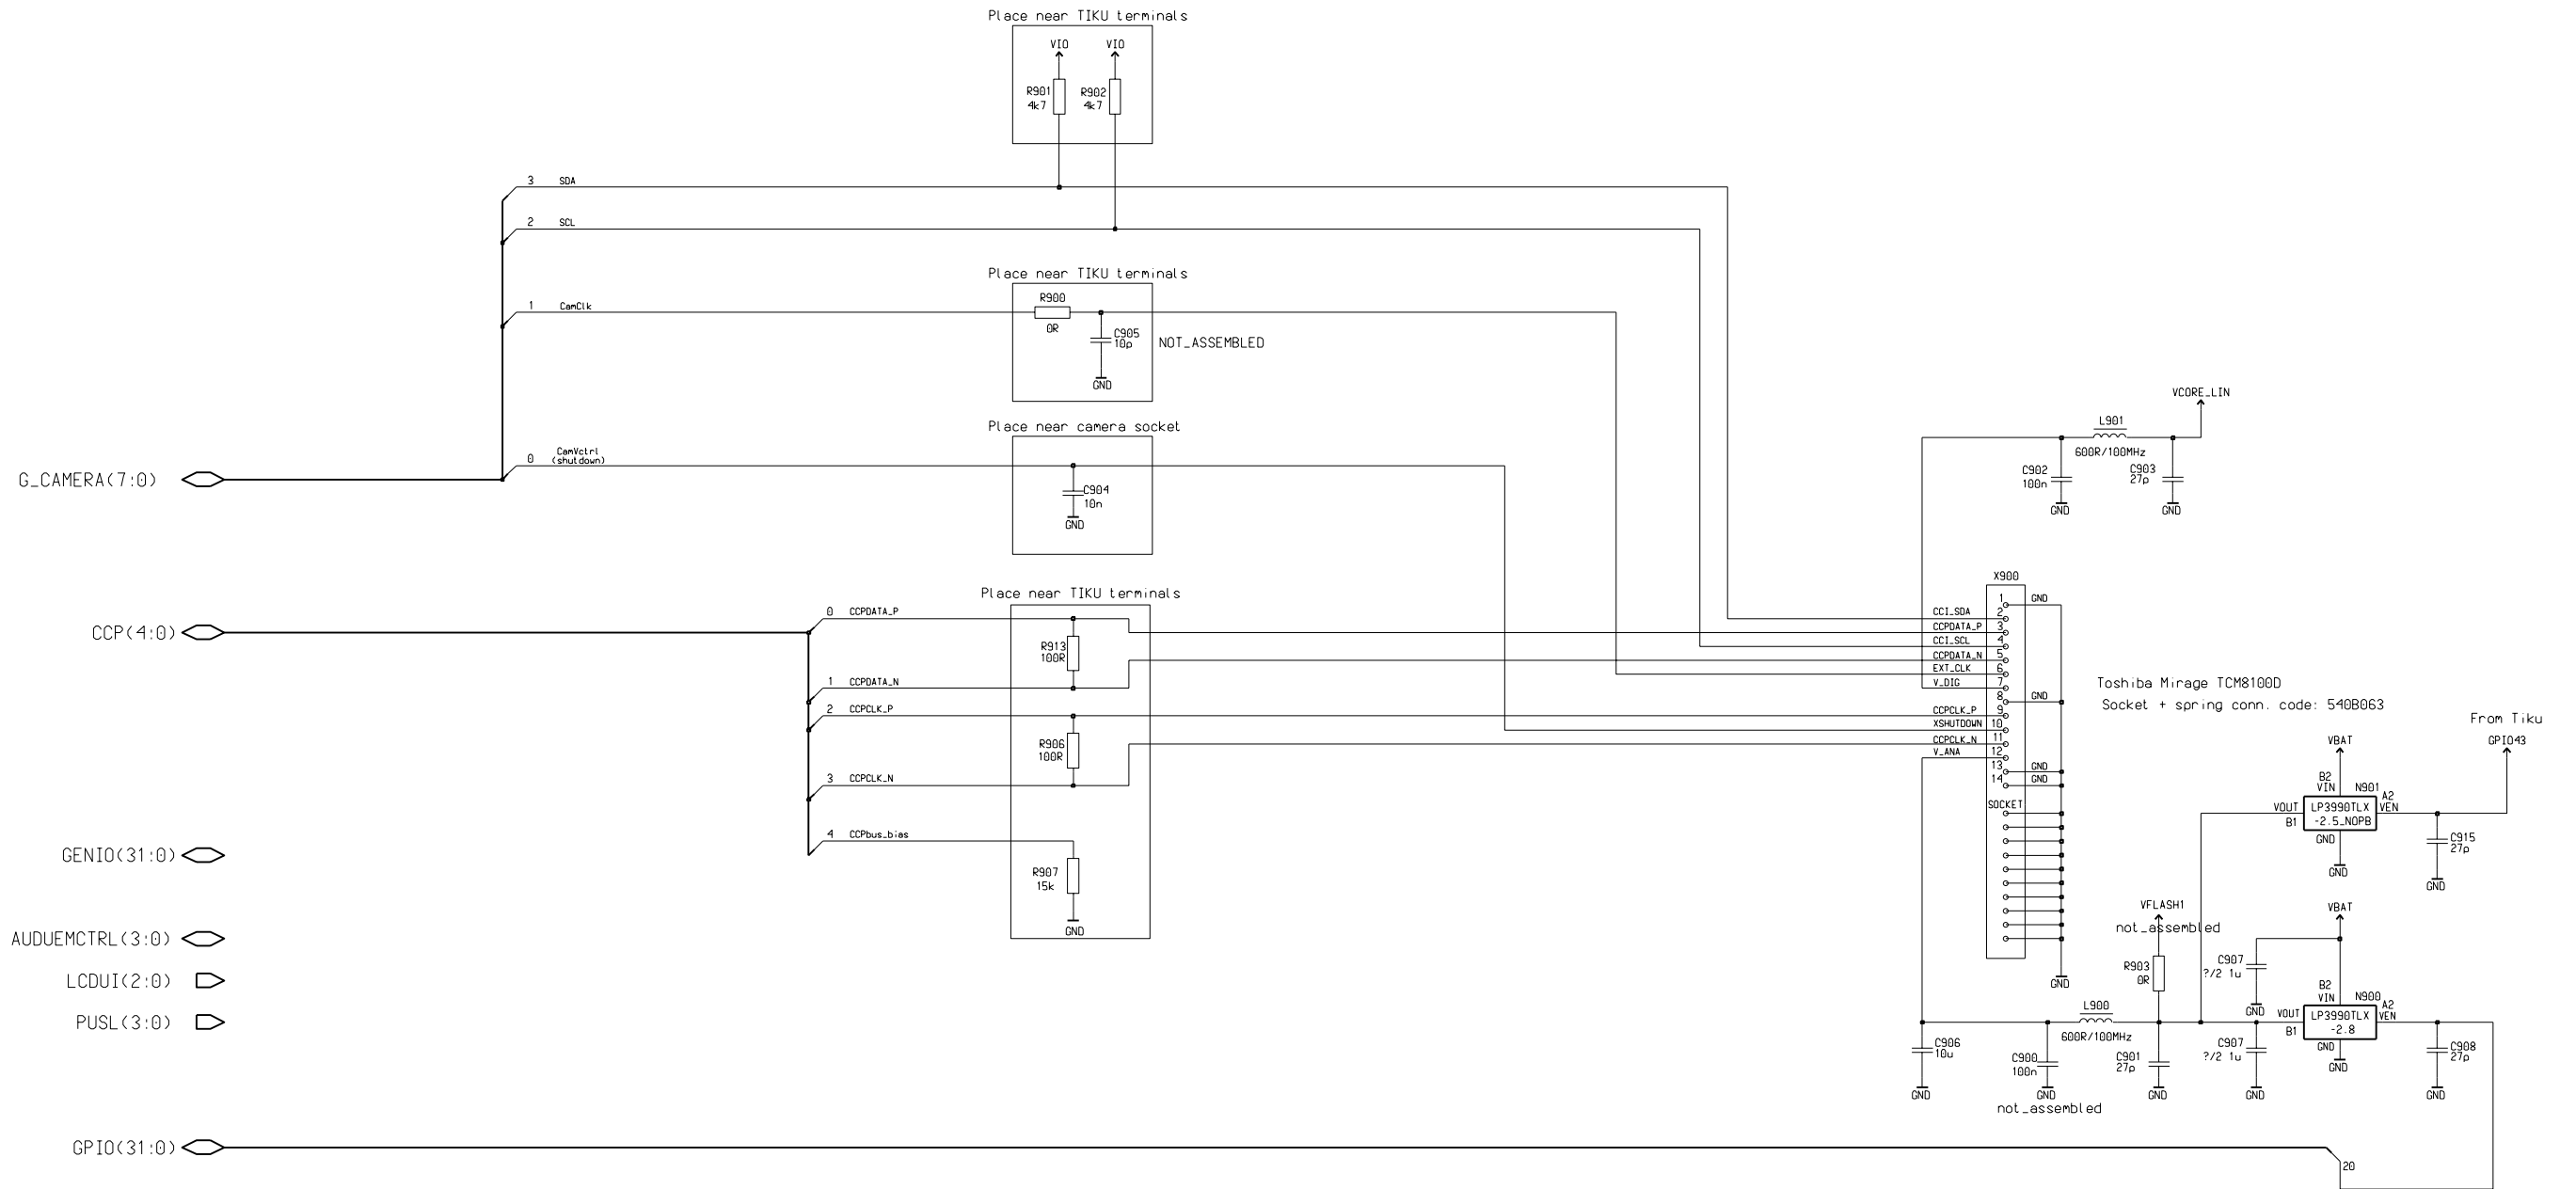 Place near TIKU terminals
VIO VIO
R901 4k7
R902 4k7
3 SDA
2 SCL
Place near TIKU terminals
R900
0R
C905
10p
NOT_ASSEMBLED
GND
1 CamClk
Place near camera socket
0 CamVctrl
(shutdown)
C904
10n
GND
G_CAMERA(7:0)
VCORE_LIN
L901
600R/100MHz
C902
100n
C903
27p
GND GND
Place near TIKU terminals
CCP(4:0)
0 CCPDATA_P
R913
100R
1 CCPDATA_N
2 CCPCLK_P
R906
100R
3 CCPCLK_N
4 CCPbus_bias
R907
15k
GND
X900
1 GND
CCI_SDA 2
CCPDATA_P 3
CCI_SCL 4
CCPDATA_N 5
EXT_CLK 6
V_DIG 7
8 GND
CCPCLK_P 9
XSHUTDOWN 10
CCPCLK_N 11
V_ANA 12
13 GND
14 GND
SOCKET
GND
Toshiba Mirage TCM8100D
Socket + spring conn. code: 540B063
From Tiku
GPIO43
VBAT
B2
VIN
N901
VOUT
B1
LP3990TLX
-2.5_NOPB
A2
VEN
GND
GND
C915
27p
GND
GENIO(31:0)
AUDUEMCTRL(3:0)
LCDUI(2:0)
PUSL(3:0)
GPIO(31:0)
VFLASH1
not_assembled
R903
0R
VBAT
C907
?/2 1u
GND
B2
VIN
N900
VOUT
B1
LP3990TLX
-2.8
A2
VEN
GND
GND
L900
600R/100MHz
C906
10u
GND
C900
100n
GND
not_assembled
C901
27p
GND
C907
?/2 1u
GND
C908
27p
GND
20